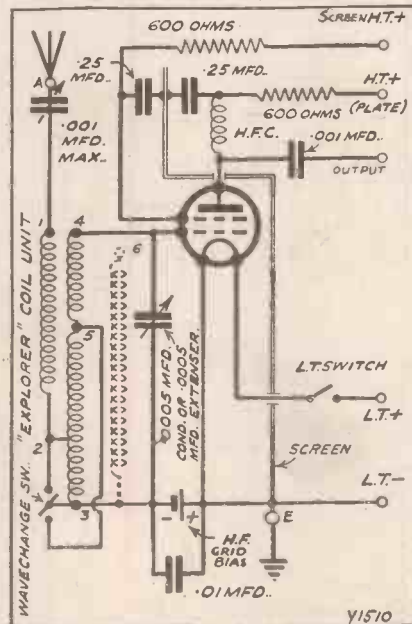 SCREEN H.T.+
600 OHMS
.25
MFD..
.25 MFD..
A
.001
MFD.
MAX..
H.F.C.
600 OHMS
H.T.+
(PLATE)
.001 MFD..
OUTPUT
1
4
6
5
2
3
WAVECHANGE SW. "EXPLORER" COIL UNIT
.0005 MFD.
COND. OR .0005
MFD. EXTENSER.
L.T. SWITCH
L.T.+
SCREEN
L.T.-
- +
E
H.F.
GRID
BIAS
.01 MFD..
Y1510